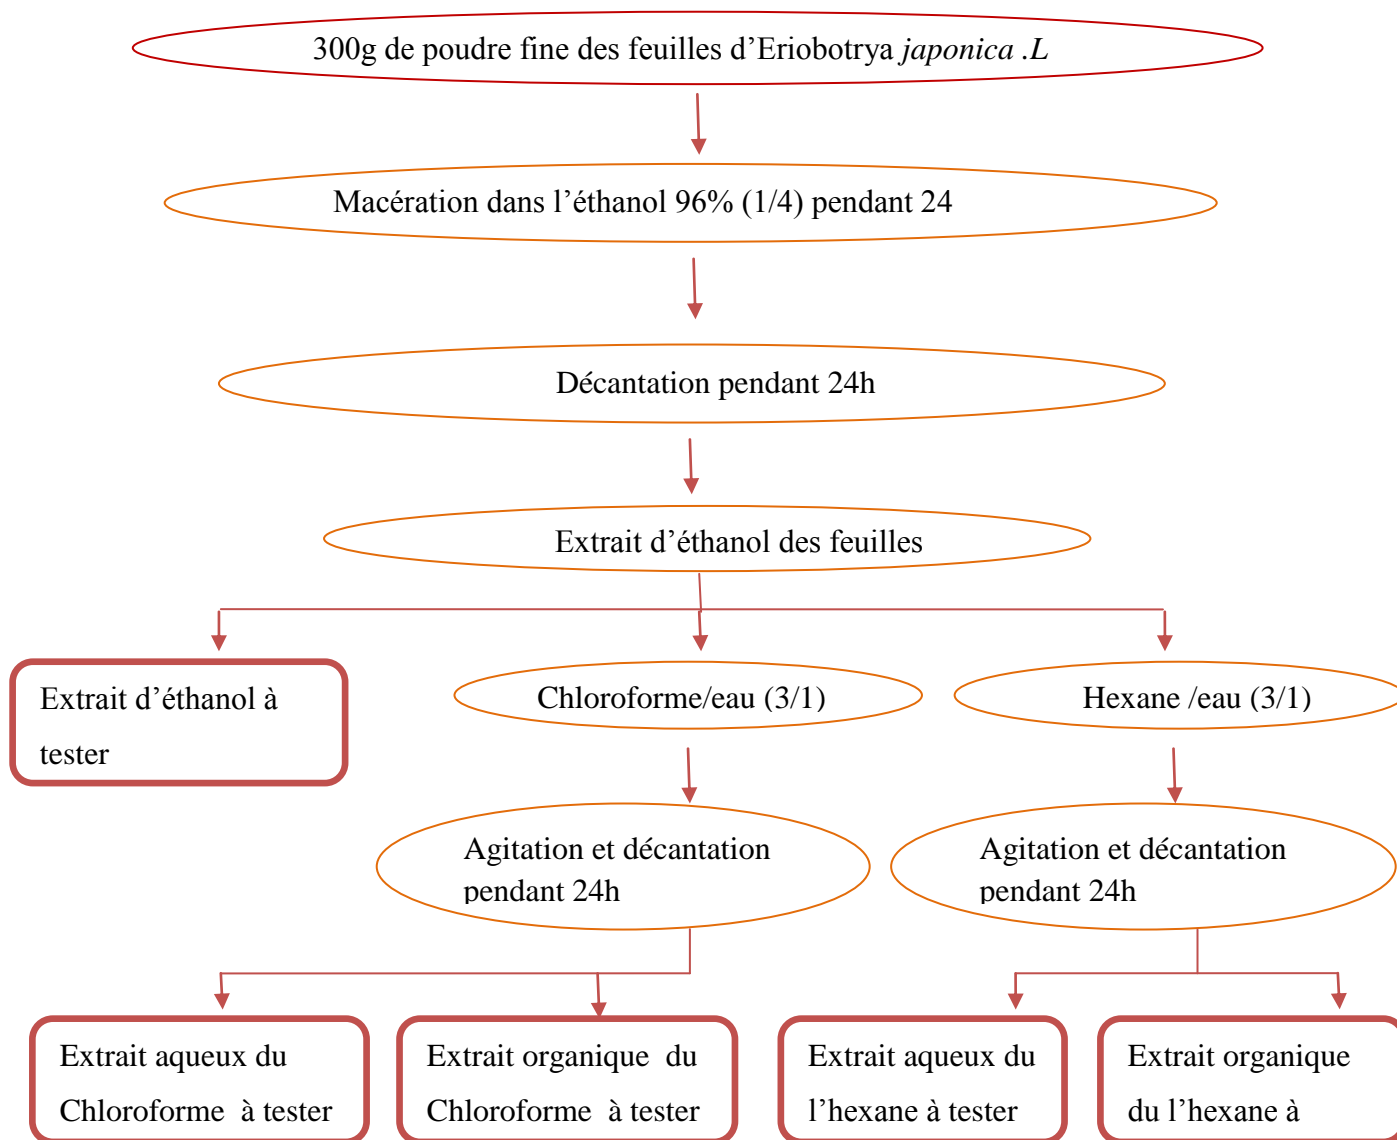 300g de poudre fine des feuilles d’Eriobotrya japonica .L
Macération dans l’éthanol 96% (1/4) pendant 24
Décantation pendant 24h
Extrait d’éthanol des feuilles
Extrait d’éthanol à
tester
Chloroforme/eau (3/1)
Hexane /eau (3/1)
Agitation et décantation
pendant 24h
Agitation et décantation
pendant 24h
Extrait aqueux du
Chloroforme à tester
Extrait organique du
Chloroforme à tester
Extrait aqueux du
l’hexane à tester
Extrait organique
du l’hexane à